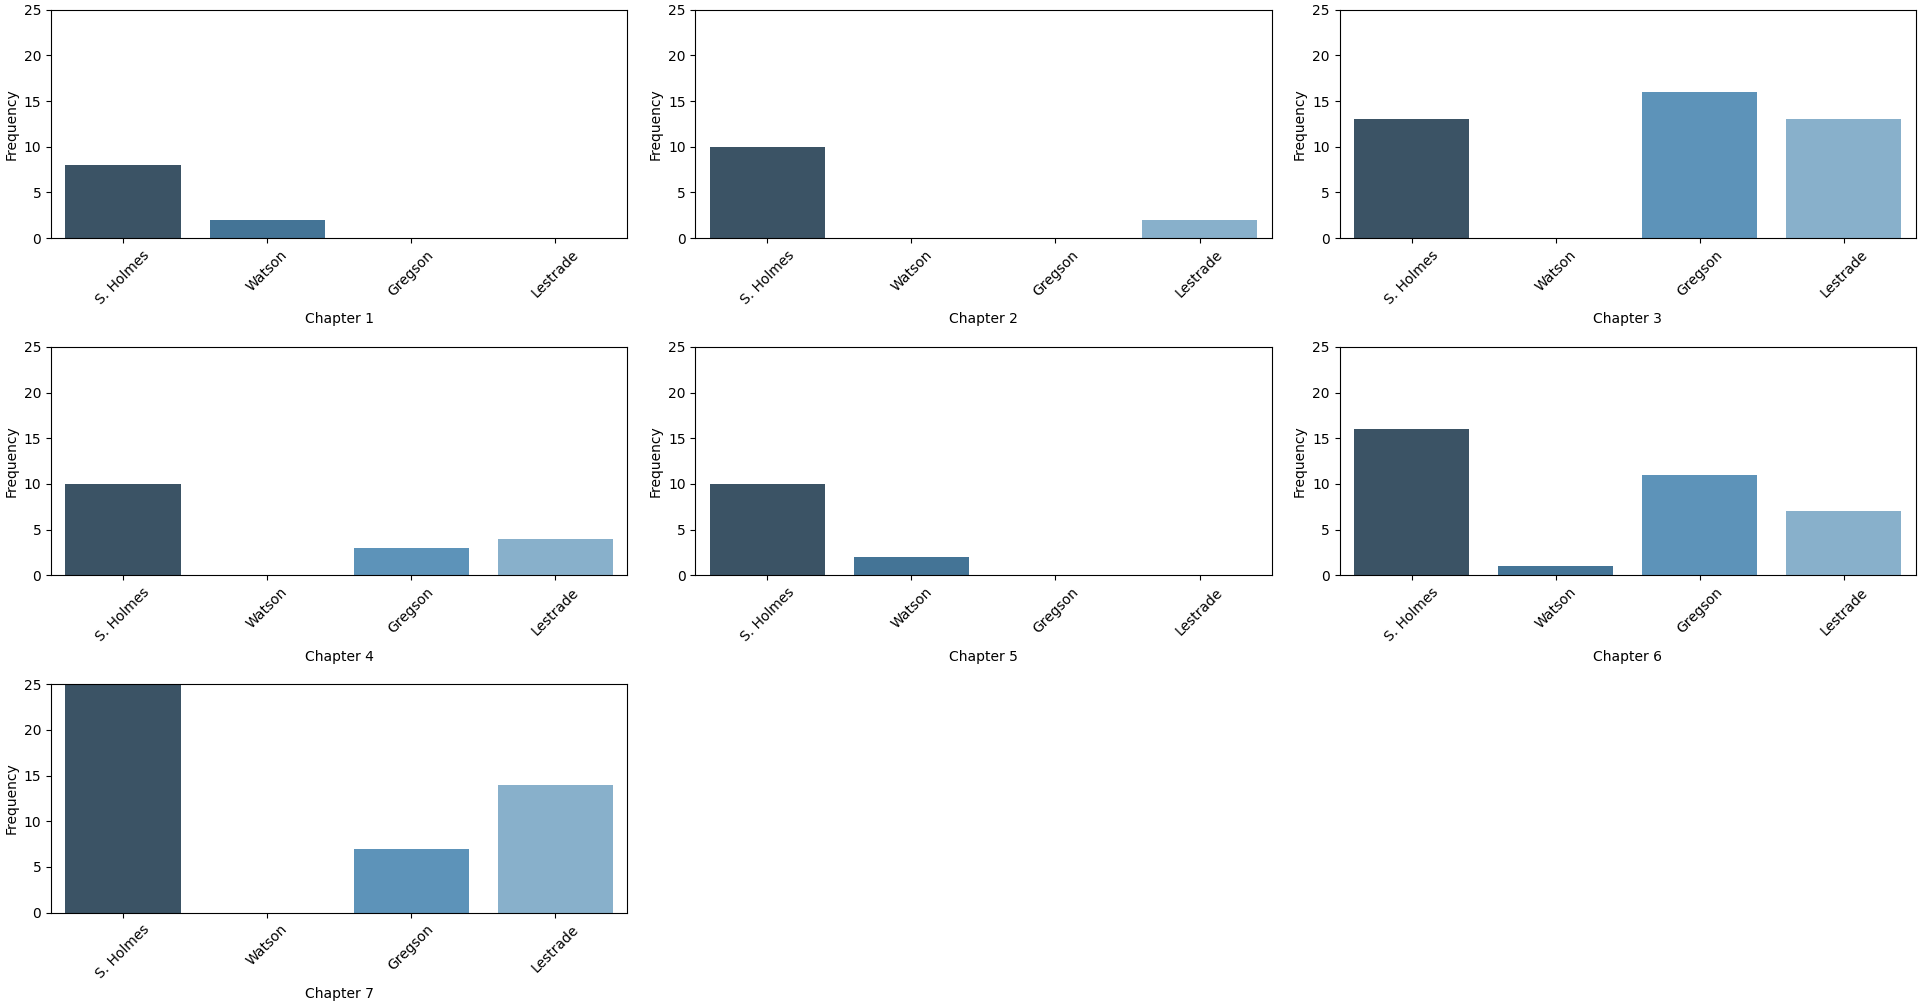 25
20
15
10
5
0
Frequency
S. Holmes
Watson
Gregson
Lestrade
Chapter 1
25
20
15
10
5
0
Frequency
S. Holmes
Watson
Gregson
Lestrade
Chapter 2
25
20
15
10
5
0
Frequency
S. Holmes
Watson
Gregson
Lestrade
Chapter 3
25
20
15
10
5
0
Frequency
S. Holmes
Watson
Gregson
Lestrade
Chapter 4
25
20
15
10
5
0
Frequency
S. Holmes
Watson
Gregson
Lestrade
Chapter 5
25
20
15
10
5
0
Frequency
S. Holmes
Watson
Gregson
Lestrade
Chapter 6
25
20
15
10
5
0
Frequency
S. Holmes
Watson
Gregson
Lestrade
Chapter 7